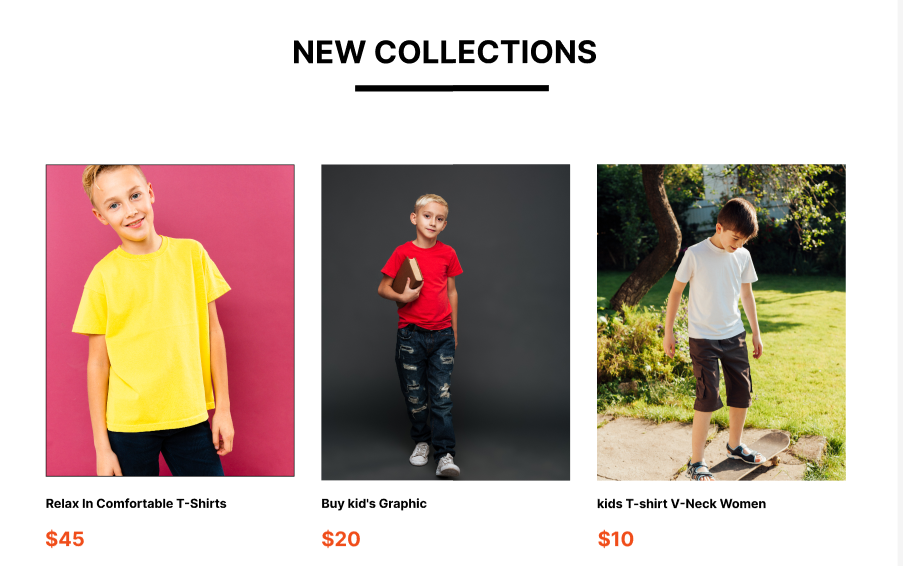 NEW COLLECTIONS
Relax In Comfortable T-Shirts
Buy kid's Graphic
kids T-shirt V-Neck Women
$45
$20
$10